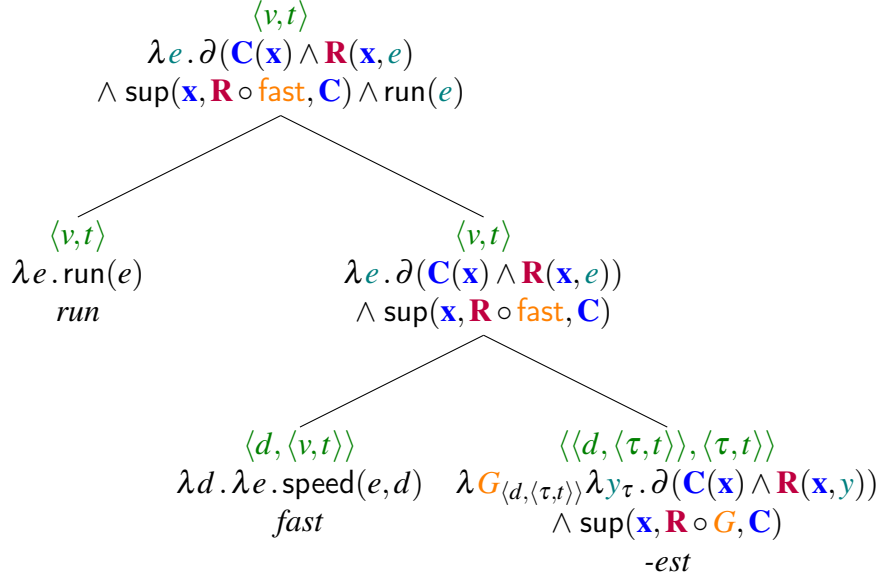 ⟨v,t⟩
λe.∂(C(x)∧R(x,e)
∧ sup(x,R∘fast,C)∧run(e)
⟨v,t⟩
λe.run(e)
run
⟨v,t⟩
λe.∂(C(x)∧R(x,e))
∧ sup(x,R∘fast,C)
⟨d,⟨v,t⟩⟩
λd.λe.speed(e,d)
fast
⟨⟨d,⟨τ,t⟩⟩,⟨τ,t⟩⟩
λG⟨d,⟨τ,t⟩⟩λyτ.∂(C(x)∧R(x,y))
∧ sup(x,R∘G,C)
-est